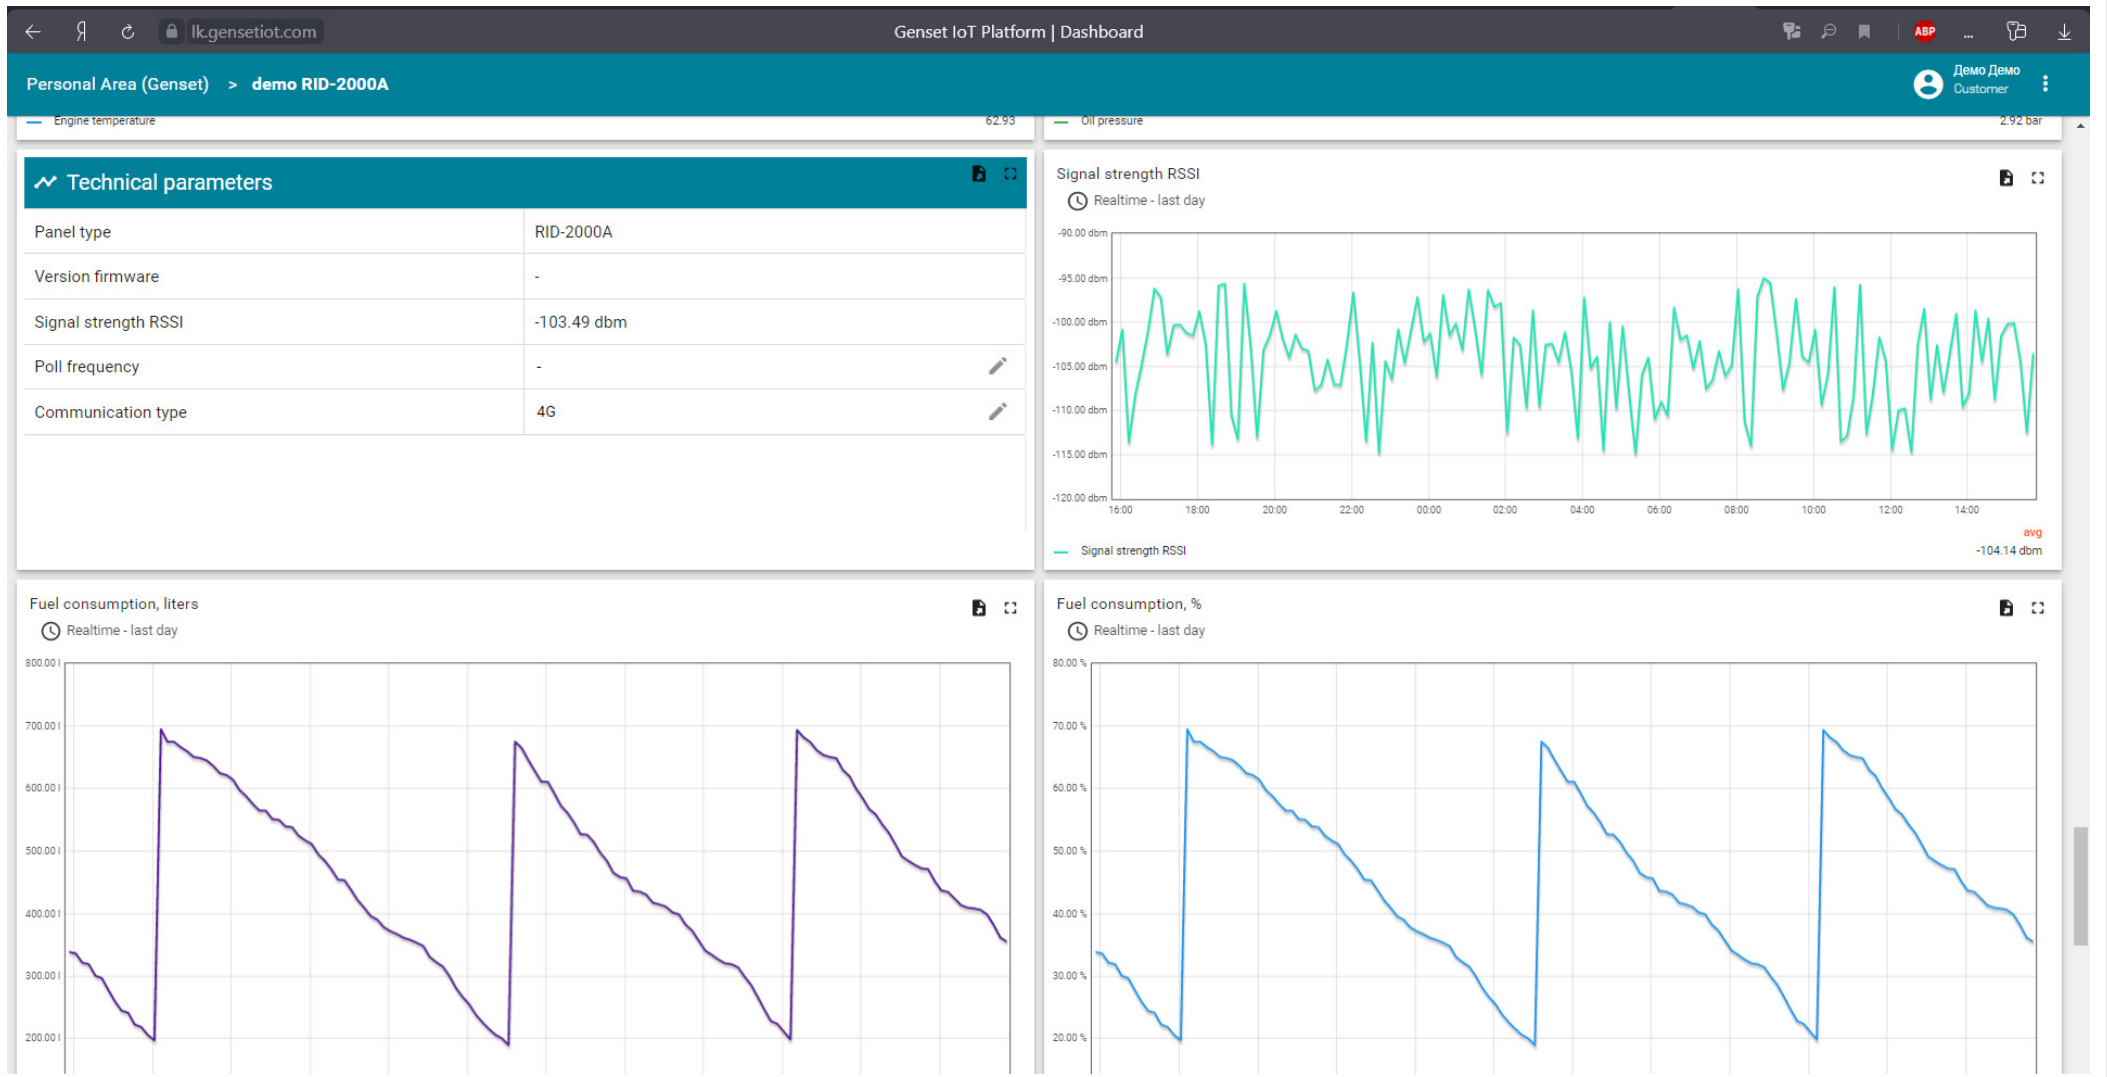 lk.gensetiot.com
Genset IoT Platform | Dashboard
ABP
...
Personal Area (Genset) > demo RID-2000A
Демо Демо
Customer
Engine temperature 62.93
Oil pressure 2.92 bar
Technical parameters
Panel type RID-2000A
Version firmware -
Signal strength RSSI -103.49 dbm
Poll frequency -
Communication type 4G
Signal strength RSSI
Realtime - last day
-90.00 dbm
-95.00 dbm
-100.00 dbm
-105.00 dbm
-110.00 dbm
-115.00 dbm
-120.00 dbm
16:00 18:00 20:00 22:00 00:00 02:00 04:00 06:00 08:00 10:00 12:00 14:00
avg
Signal strength RSSI -104.14 dbm
Fuel consumption, liters
Realtime - last day
800.00 l
700.00 l
600.00 l
500.00 l
400.00 l
300.00 l
200.00 l
Fuel consumption, %
Realtime - last day
80.00 %
70.00 %
60.00 %
50.00 %
40.00 %
30.00 %
20.00 %